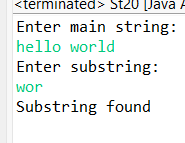 <terminated> St20 [Java A
Enter main string:
hello world
Enter substring:
wor
Substring found